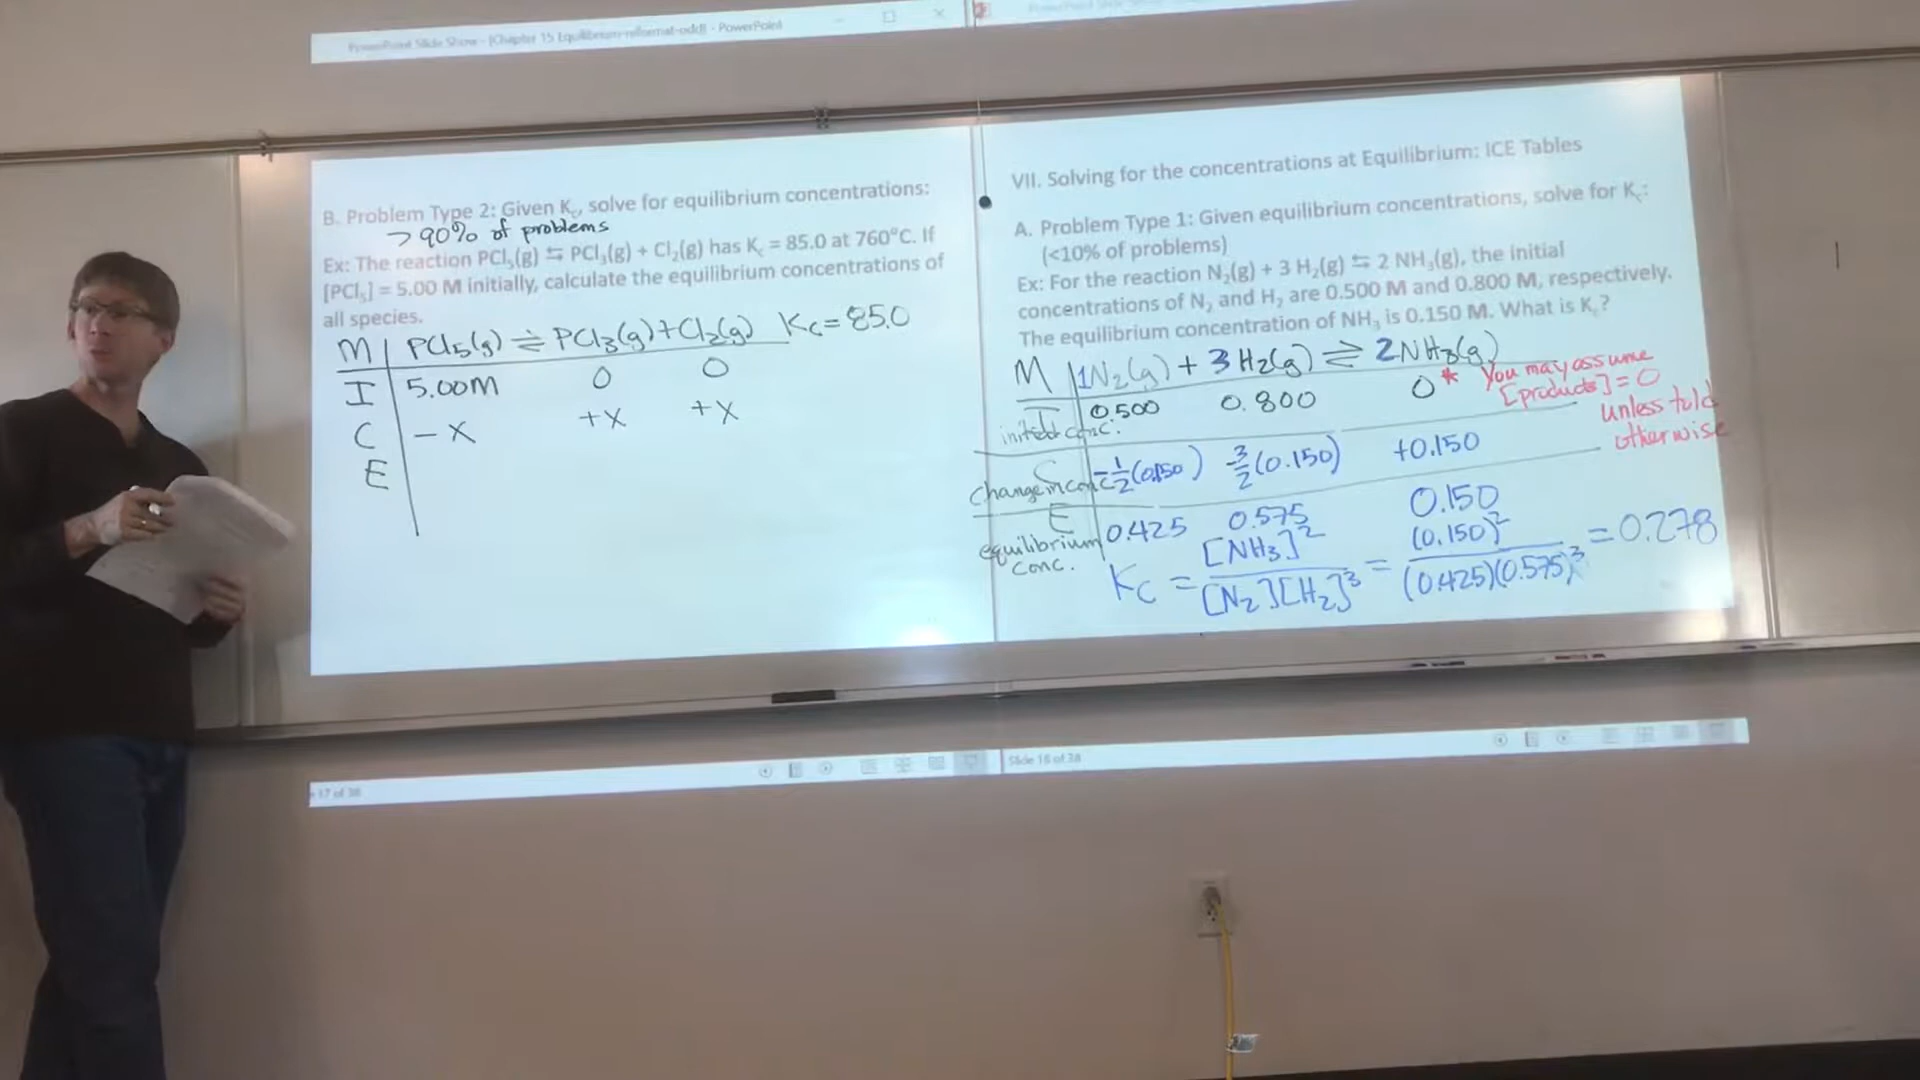 PowerPoint Slide Show - [Chapter 15 Equilibrium-reformat-odd] - PowerPoint
B. Problem Type 2: Given Kc, solve for equilibrium concentrations:
>90% of problems
Ex: The reaction PCl₅(g) ⇆ PCl₃(g) + Cl₂(g) has Kc = 85.0 at 760°C. If
[PCl₅] = 5.00 M initially, calculate the equilibrium concentrations of
all species.
M PCl₅(g) ⇌ PCl₃(g)+Cl₂(g) Kc=85.0
I 5.00M 0 0
C -x +x +x
E
17 of 38
VII. Solving for the concentrations at Equilibrium: ICE Tables
A. Problem Type 1: Given equilibrium concentrations, solve for Kc:
(<10% of problems)
Ex: For the reaction N₂(g) + 3 H₂(g) ⇆ 2 NH₃(g), the initial
concentrations of N₂ and H₂ are 0.500 M and 0.800 M, respectively.
The equilibrium concentration of NH₃ is 0.150 M. What is Kc?
M 1N₂(g) + 3H₂(g) ⇌ 2NH₃(g)
I 0.500 0.800 0 *
initial conc.
You may assume
[products]=0
unless told
otherwise
C -1/2(0.150) -3/2(0.150) +0.150
change in conc
E 0.425 0.575 0.150
equilibrium
conc.
Kc = [NH₃]²/[N₂][H₂]³ = (0.150)²/(0.425)(0.575)³ = 0.278
Slide 18 of 38